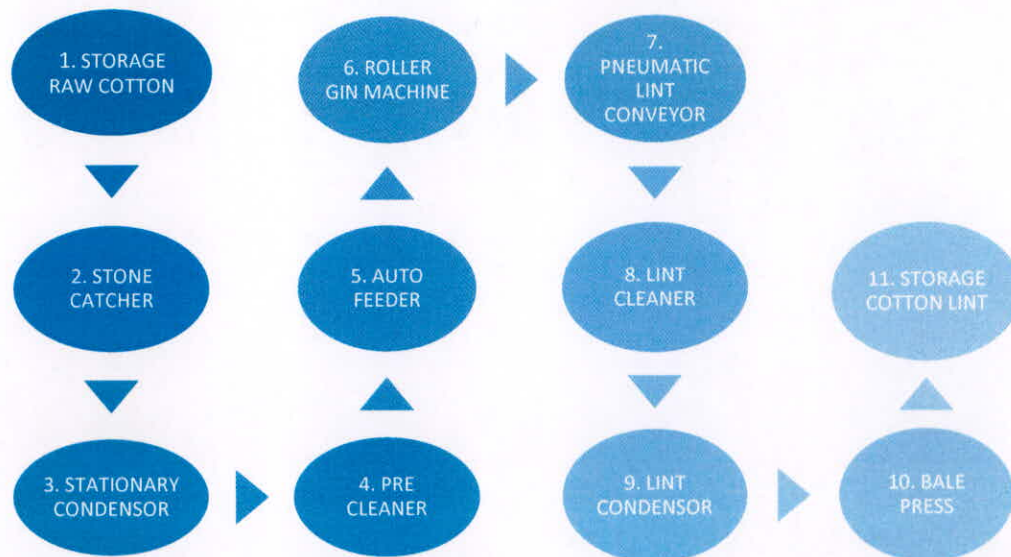 1. STORAGE
RAW COTTON
2. STONE
CATCHER
3. STATIONARY
CONDENSOR
4. PRE
CLEANER
5. AUTO
FEEDER
6. ROLLER
GIN MACHINE
7.
PNEUMATIC
LINT
CONVEYOR
8. LINT
CLEANER
9. LINT
CONDENSOR
10. BALE
PRESS
11. STORAGE
COTTON LINT